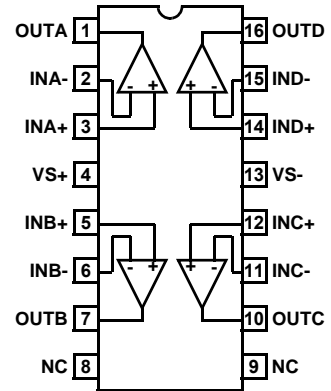 OUTA 1 16 OUTD
INA- 2 - + + - 15 IND-
INA+ 3 14 IND+
VS+ 4 13 VS-
INB+ 5 12 INC+
INB- 6 - + + - 11 INC-
OUTB 7 10 OUTC
NC 8 9 NC